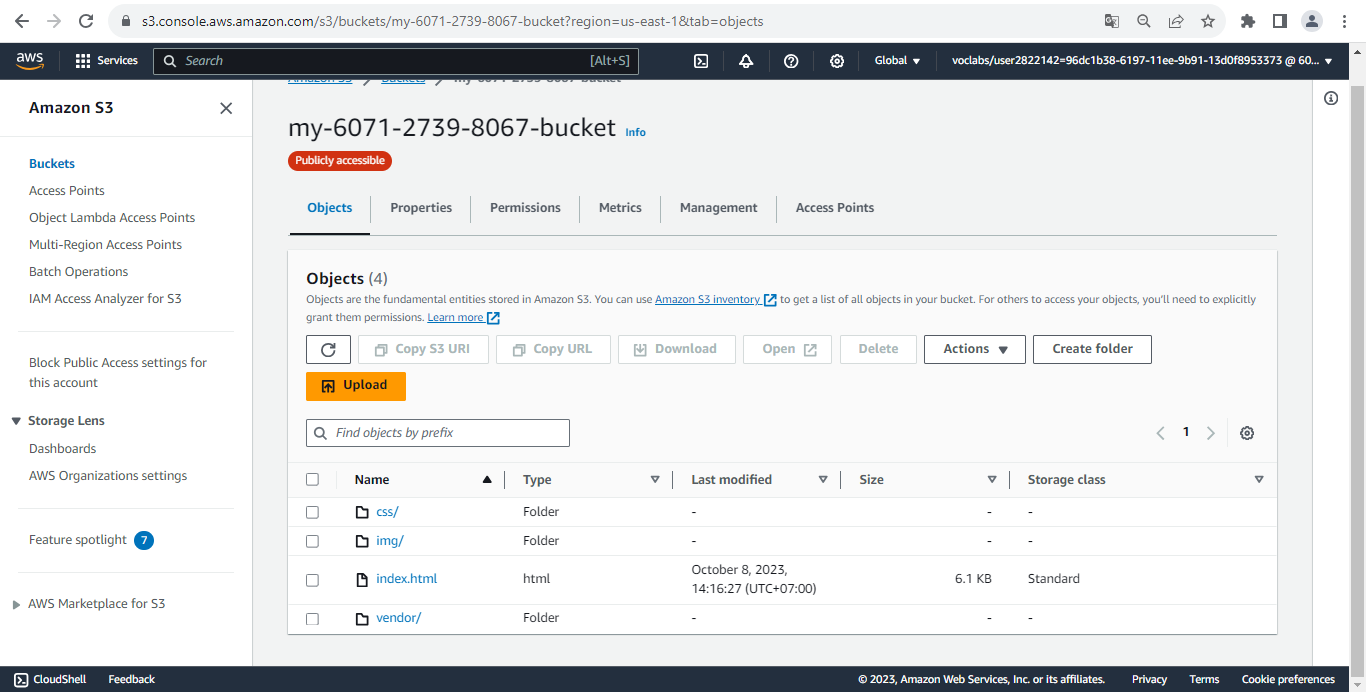 s3.console.aws.amazon.com/s3/buckets/my-6071-2739-8067-bucket?region=us-east-1&tab=objects
aws
Services
Search
[Alt+S]
Global
voclabs/user2822142=96dc1b38-6197-11ee-9b91-13d0f8953373 @ 60...
Amazon S3
Buckets
Access Points
Object Lambda Access Points
Multi-Region Access Points
Batch Operations
IAM Access Analyzer for S3
Block Public Access settings for
this account
Storage Lens
Dashboards
AWS Organizations settings
Feature spotlight 7
AWS Marketplace for S3
Amazon S3 Buckets my-6071-2739-8067-bucket
my-6071-2739-8067-bucket Info
Publicly accessible
Objects Properties Permissions Metrics Management Access Points
Objects (4)
Objects are the fundamental entities stored in Amazon S3. You can use Amazon S3 inventory to get a list of all objects in your bucket. For others to access your objects, you'll need to explicitly
grant them permissions. Learn more
Copy S3 URI Copy URL Download Open Delete Actions Create folder
Upload
Find objects by prefix
1
Name Type Last modified Size Storage class
css/ Folder - - -
img/ Folder - - -
index.html html October 8, 2023, 6.1 KB Standard
14:16:27 (UTC+07:00)
vendor/ Folder - - -
CloudShell Feedback © 2023, Amazon Web Services, Inc. or its affiliates. Privacy Terms Cookie preferences